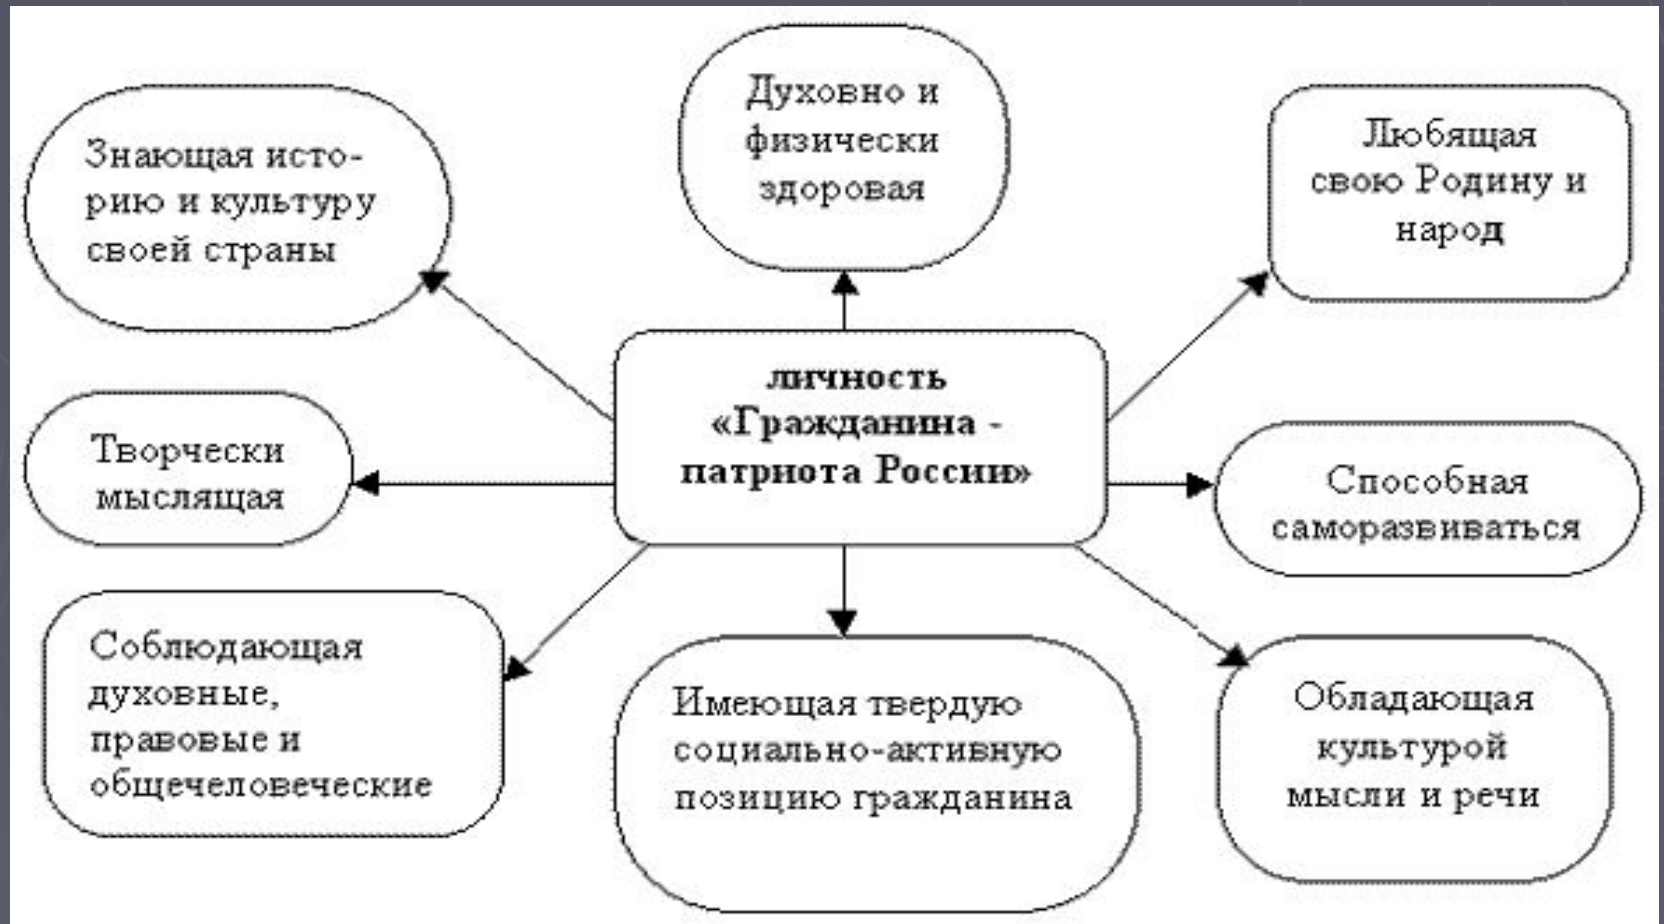 Духовно и
физически
здоровая
Знающая исто-
рию и культуру
своей страны
Любящая
свою Родину и
народ
личность
«Гражданина -
патриота России»
Творчески
мыслящая
Способная
саморазвиваться
Соблюдающая
духовные,
правовые и
общечеловеческие
Имеющая твердую
социально-активную
позицию гражданина
Обладающая
культурой
мысли и речи